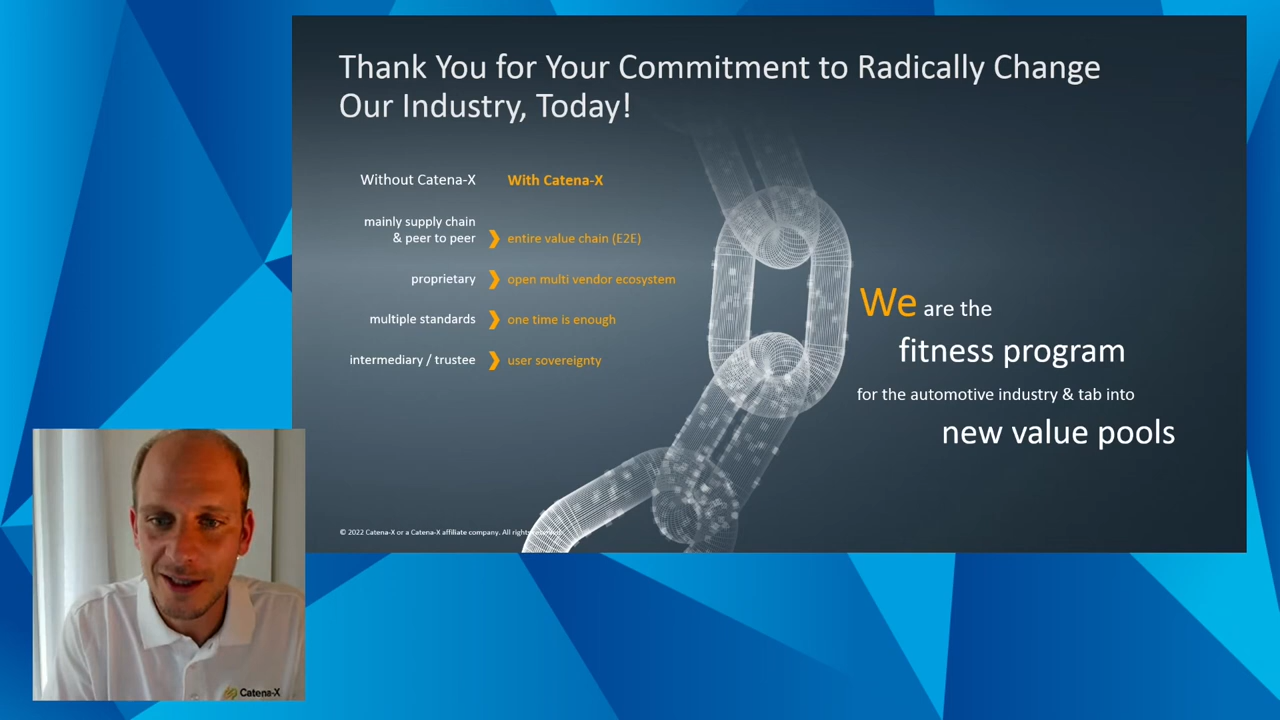 Thank You for Your Commitment to Radically Change
Our Industry, Today!
Without Catena-X
With Catena-X
mainly supply chain
& peer to peer
❯ entire value chain (E2E)
proprietary ❯ open multi vendor ecosystem
multiple standards ❯ one time is enough
intermediary / trustee ❯ user sovereignty
We are the
fitness program
for the automotive industry & tab into
new value pools
© 2022 Catena-X or a Catena-X affiliate company. All rights
Catena-X